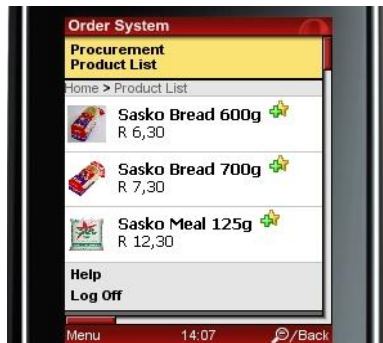 Order System
Procurement
Product List
Home > Product List
Sasko Bread 600g
R 6,30
Sasko Bread 700g
R 7,30
Sasko Meal 125g
R 12,30
Help
Log Off
Menu 14:07 /Back